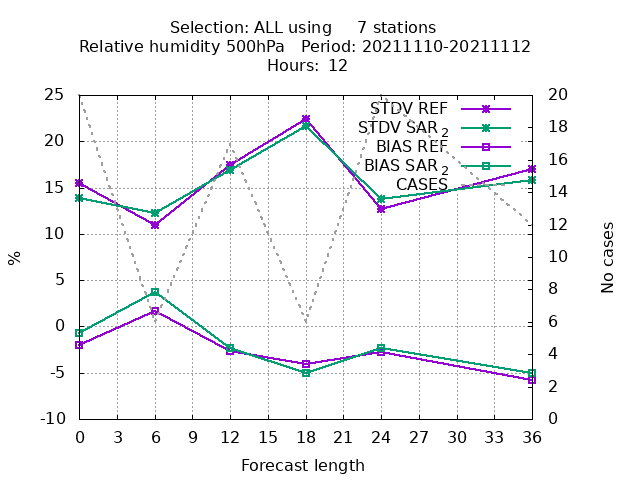 Selection: ALL using 7 stations
Relative humidity 500hPa Period: 20211110-20211112
Hours: 12
STDV REF
STDV SAR 2
BIAS REF
BIAS SAR 2
CASES
25
20
15
10
5
0
-5
-10
%
20
18
16
14
12
10
8
6
4
2
0
No cases
0 3 6 9 12 15 18 21 24 27 30 33 36
Forecast length